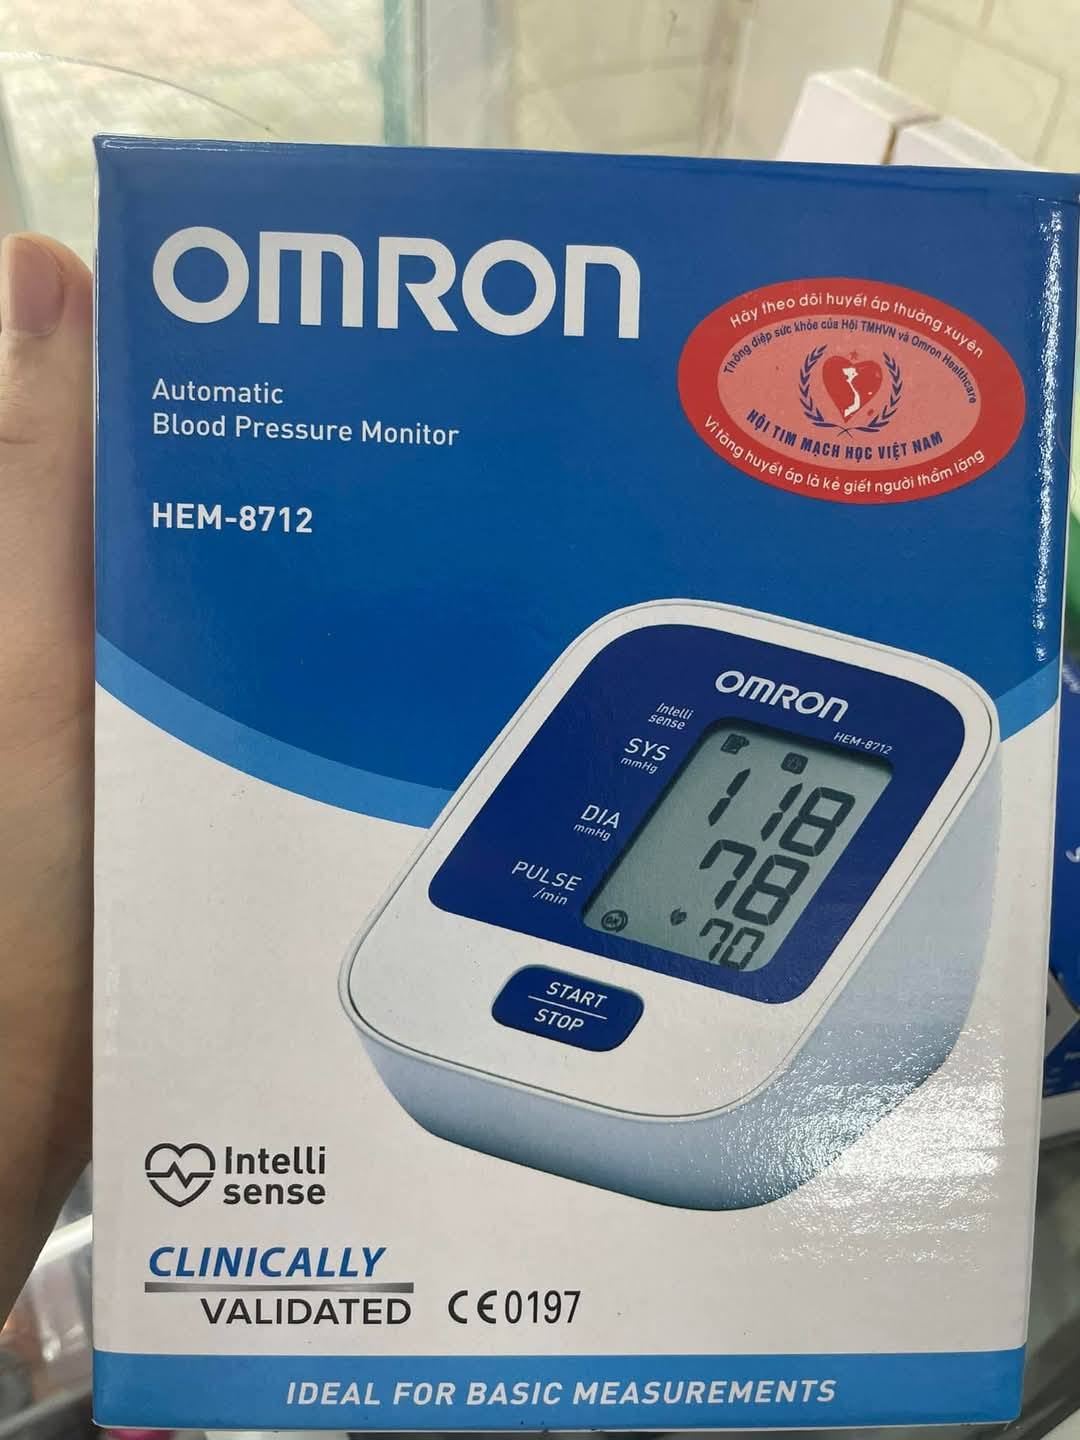 OMRON
Automatic
Blood Pressure Monitor
HEM-8712
Hãy theo dõi huyết áp thường xuyên
Thông điệp sức khỏe của Hội TMHVN và Omron Healthcare
HỘI TIM MẠCH HỌC VIỆT NAM
Vì tăng huyết áp là kẻ giết người thầm lặng
OMRON
HEM-8712
Intelli
sense
SYS
mmHg
118
DIA
mmHg
78
PULSE
/min
OK
70
START
STOP
Intelli
sense
CLINICALLY
VALIDATED
CE0197
IDEAL FOR BASIC MEASUREMENTS